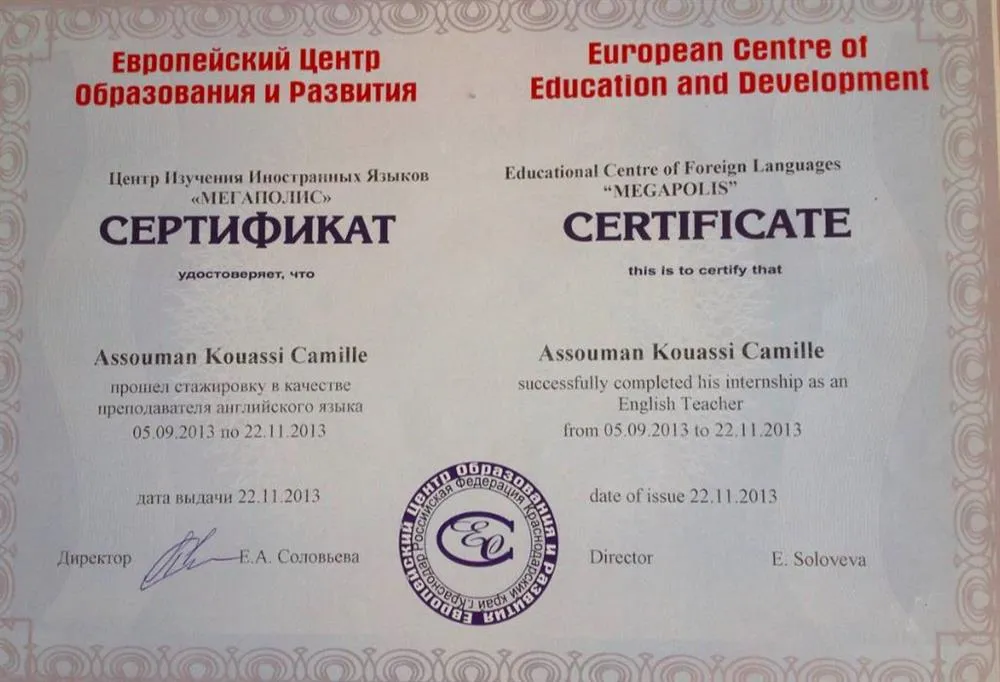 Европейский Центр
Образования и Развития
Центр Изучения Иностранных Языков
«МЕГАПОЛИС»
СЕРТИФИКАТ
удостоверяет, что
Assouman Kouassi Camille
прошел стажировку в качестве
преподавателя английского языка
05.09.2013 по 22.11.2013
дата выдачи 22.11.2013
Директор Е.А. Соловьева
European Centre of
Education and Development
Educational Centre of Foreign Languages
“MEGAPOLIS”
CERTIFICATE
this is to certify that
Assouman Kouassi Camille
successfully completed his internship as an
English Teacher
from 05.09.2013 to 22.11.2013
date of issue 22.11.2013
Director E. Soloveva
Европейский Центр Образования и развития
Российская Федерация Краснодарский край г.Краснодар